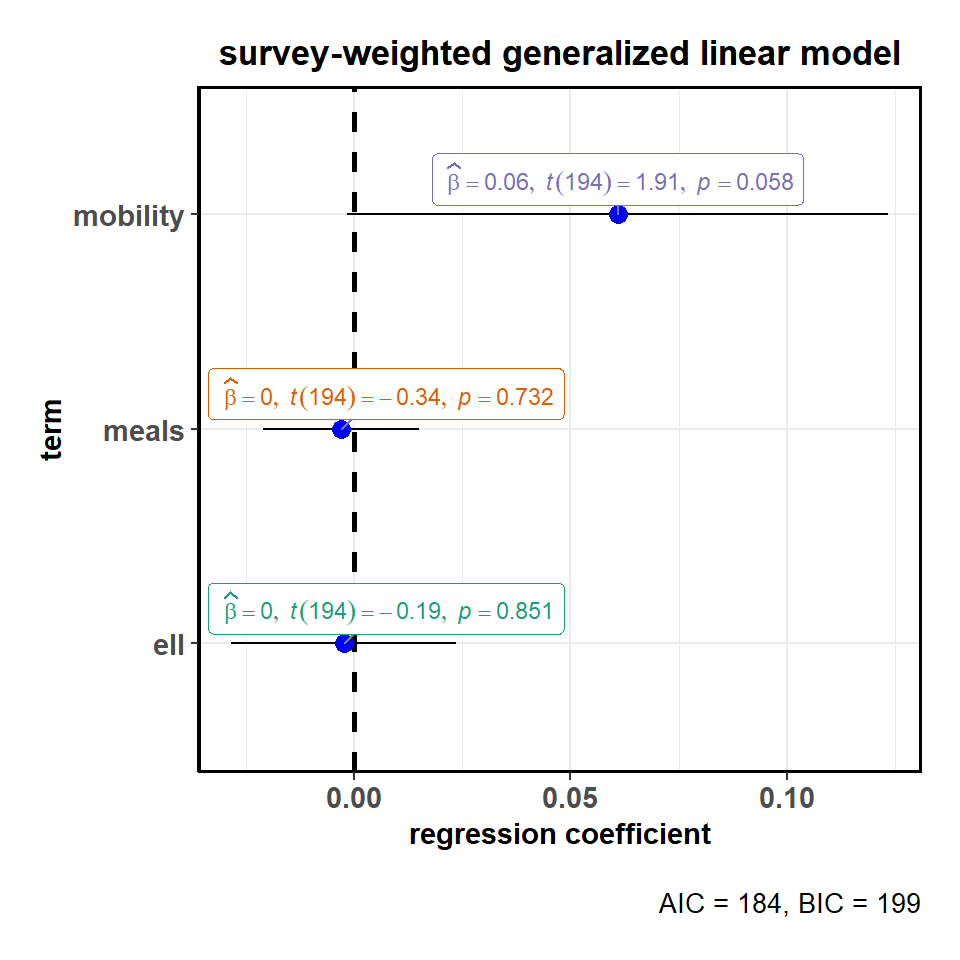 survey-weighted generalized linear model
term
mobility
β̂ = 0.06, t(194) = 1.91, p = 0.058
meals
β̂ = 0, t(194) = − 0.34, p = 0.732
ell
β̂ = 0, t(194) = − 0.19, p = 0.851
0.00 0.05 0.10
regression coefficient
AIC = 184, BIC = 199